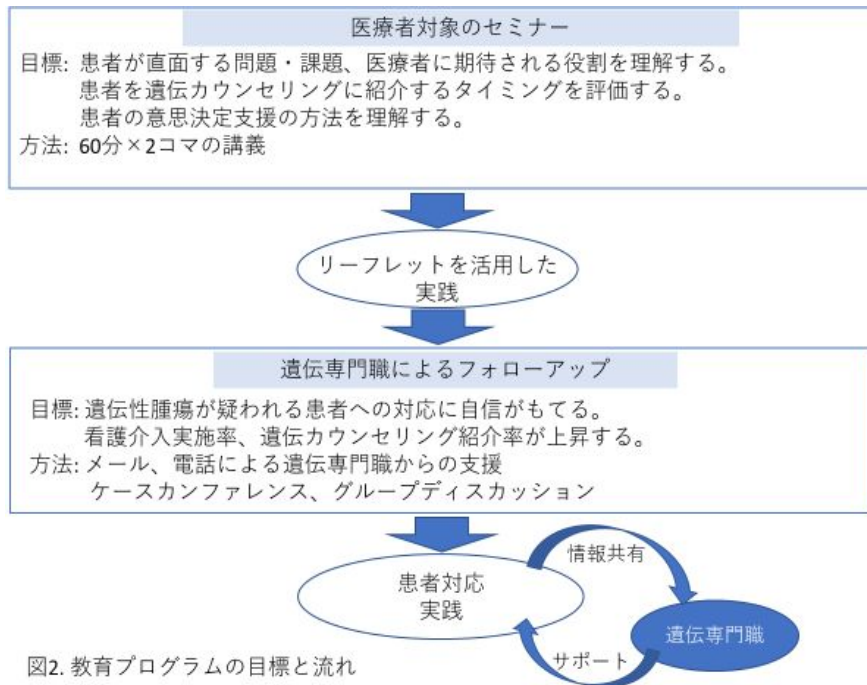 医療者対象のセミナー
目標: 患者が直面する問題・課題、医療者に期待される役割を理解する。
患者を遺伝カウンセリングに紹介するタイミングを評価する。
患者の意思決定支援の方法を理解する。
方法: 60分×2コマの講義
リーフレットを活用した
実践
遺伝専門職によるフォローアップ
目標: 遺伝性腫瘍が疑われる患者への対応に自信がもてる。
看護介入実施率、遺伝カウンセリング紹介率が上昇する。
方法: メール、電話による遺伝専門職からの支援
ケースカンファレンス、グループディスカッション
患者対応
実践
情報共有
遺伝専門職
サポート
図2. 教育プログラムの目標と流れ